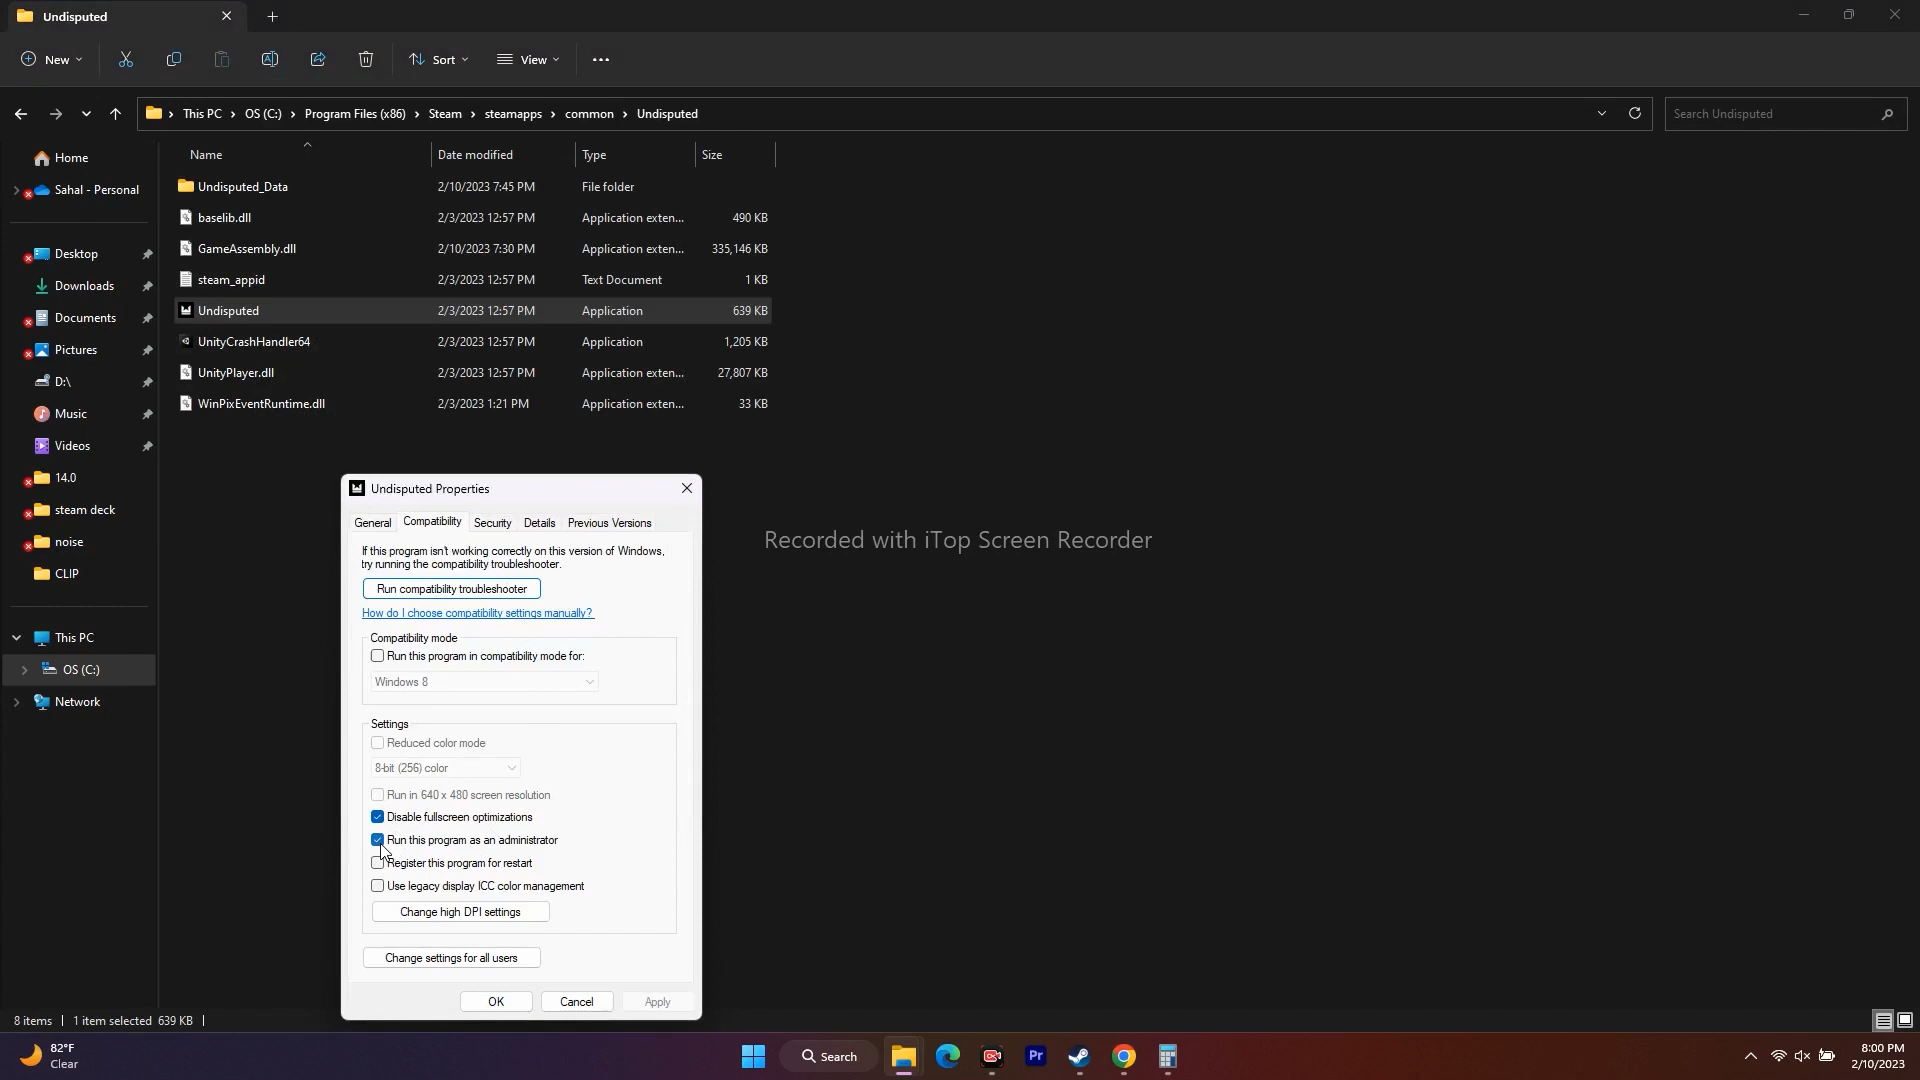 Undisputed
New
Sort
View
This PC
OS (C:)
Program Files (x86)
Steam
steamapps
common
Undisputed
Search Undisputed
Name
Date modified
Type
Size
Home
Sahal - Personal
Desktop
Downloads
Documents
Pictures
D:\
Music
Videos
14.0
steam deck
noise
CLIP
This PC
OS (C:)
Network
Undisputed_Data 2/10/2023 7:45 PM File folder
baselib.dll 2/3/2023 12:57 PM Application exten... 490 KB
GameAssembly.dll 2/10/2023 7:30 PM Application exten... 335,146 KB
steam_appid 2/3/2023 12:57 PM Text Document 1 KB
Undisputed 2/3/2023 12:57 PM Application 639 KB
UnityCrashHandler64 2/3/2023 12:57 PM Application 1,205 KB
UnityPlayer.dll 2/3/2023 12:57 PM Application exten... 27,807 KB
WinPixEventRuntime.dll 2/3/2023 1:21 PM Application exten... 33 KB
Undisputed Properties
General Compatibility Security Details Previous Versions
If this program isn't working correctly on this version of Windows,
try running the compatibility troubleshooter.
Run compatibility troubleshooter
How do I choose compatibility settings manually?
Compatibility mode
Run this program in compatibility mode for:
Windows 8
Settings
Reduced color mode
8-bit (256) color
Run in 640 x 480 screen resolution
Disable fullscreen optimizations
Run this program as an administrator
Register this program for restart
Use legacy display ICC color management
Change high DPI settings
Change settings for all users
OK Cancel Apply
Recorded with iTop Screen Recorder
8 items 1 item selected 639 KB
82°F
Clear
Search
Pr
8:00 PM
2/10/2023